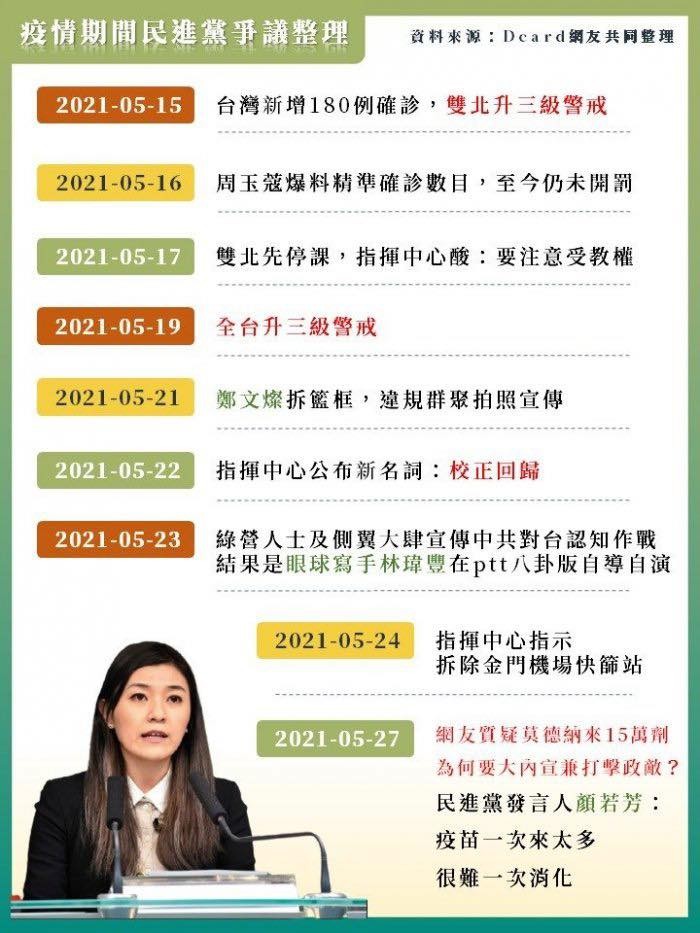 疫情期間民進黨爭議整理
資料來源：Dcard網友共同整理
2021-05-15
台灣新增180例確診，雙北升三級警戒
2021-05-16
周玉蔻爆料精準確診數目，至今仍未開罰
2021-05-17
雙北先停課，指揮中心酸：要注意受教權
2021-05-19
全台升三級警戒
2021-05-21
鄭文燦拆籃框，違規群聚拍照宣傳
2021-05-22
指揮中心公布新名詞：校正回歸
2021-05-23
綠營人士及側翼大肆宣傳中共對台認知作戰
結果是眼球寫手林瑋豐在ptt八卦版自導自演
2021-05-24
指揮中心指示
拆除金門機場快篩站
2021-05-27
網友質疑莫德納來15萬劑
為何要大內宣兼打擊政敵？
民進黨發言人顏若芳：
疫苗一次來太多
很難一次消化